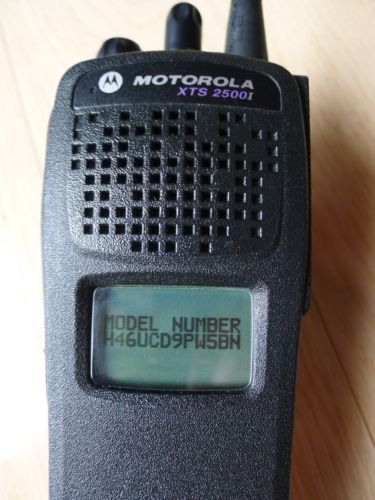 MOTOROLA
XTS 2500I
MODEL NUMBER
H46UCD9PW5BN